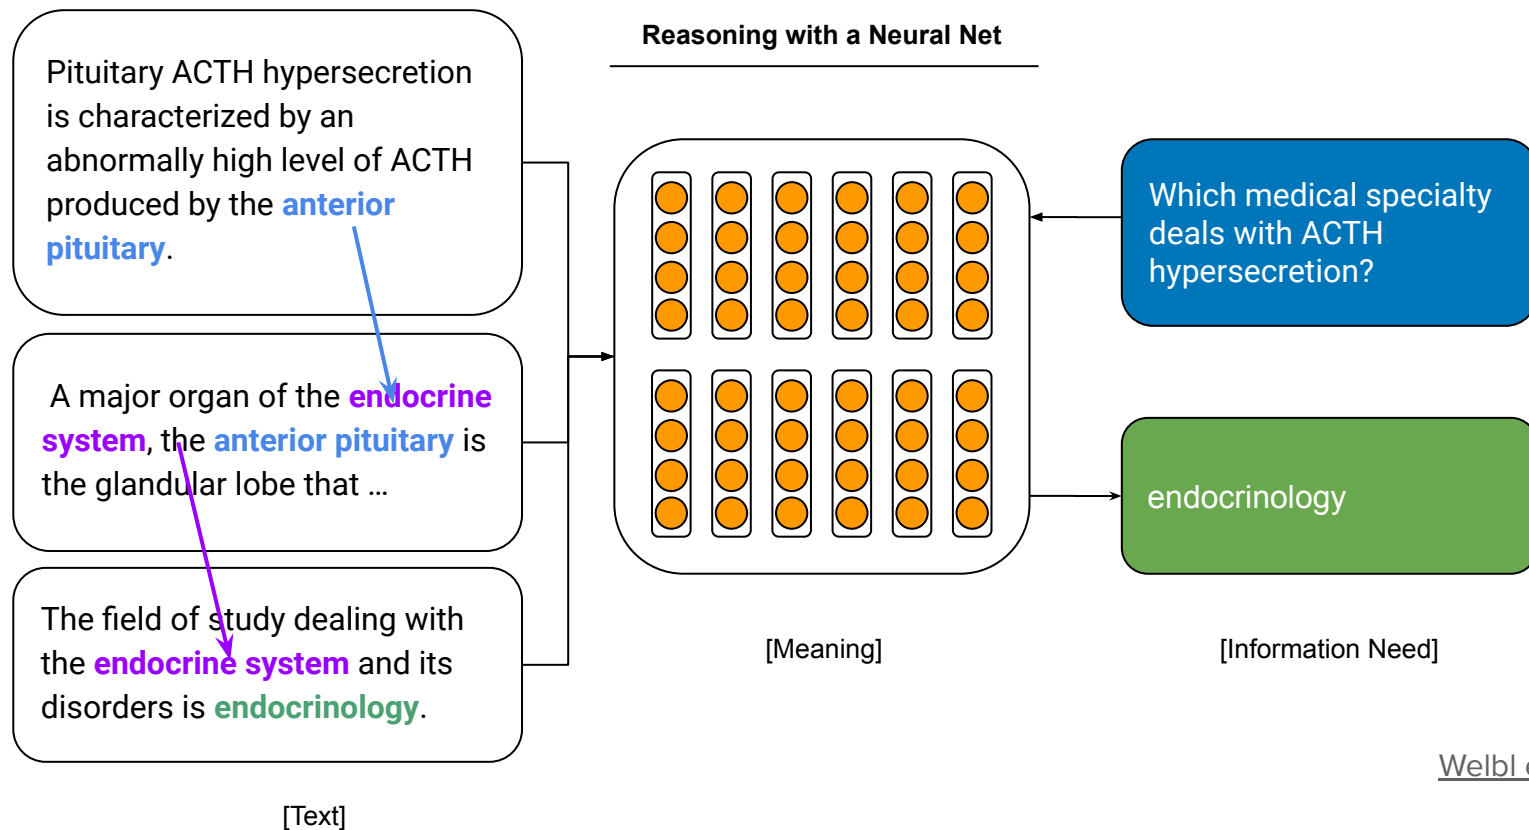 Reasoning with a Neural Net
Pituitary ACTH hypersecretion
is characterized by an
abnormally high level of ACTH
produced by the anterior
pituitary.
A major organ of the endocrine
system, the anterior pituitary is
the glandular lobe that …
The field of study dealing with
the endocrine system and its
disorders is endocrinology.
[Text]
[Meaning]
Which medical specialty
deals with ACTH
hypersecretion?
endocrinology
[Information Need]
Welbl